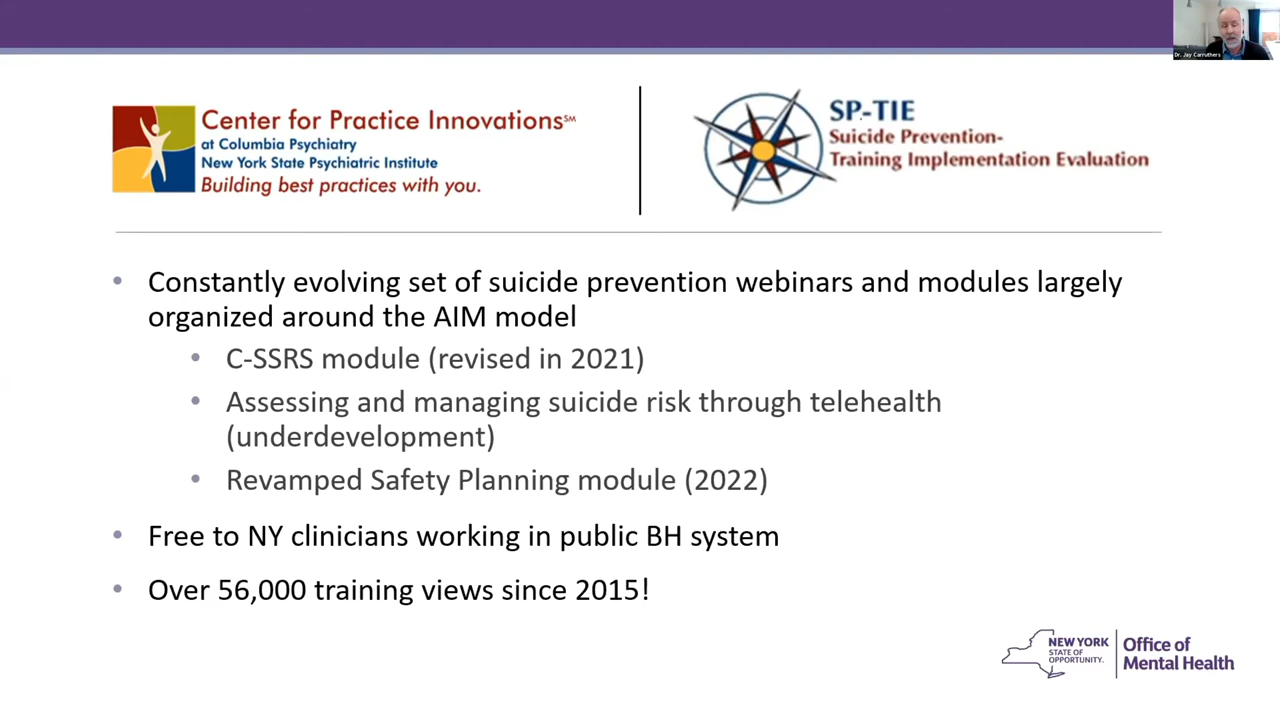 Dr. Jay Carruthers
Center for Practice Innovations℠
at Columbia Psychiatry
New York State Psychiatric Institute
Building best practices with you.
SP-TIE
Suicide Prevention-
Training Implementation Evaluation
• Constantly evolving set of suicide prevention webinars and modules largely
organized around the AIM model
• C-SSRS module (revised in 2021)
• Assessing and managing suicide risk through telehealth
(underdevelopment)
• Revamped Safety Planning module (2022)
• Free to NY clinicians working in public BH system
• Over 56,000 training views since 2015!
NEW YORK
STATE OF
OPPORTUNITY.
Office of
Mental Health